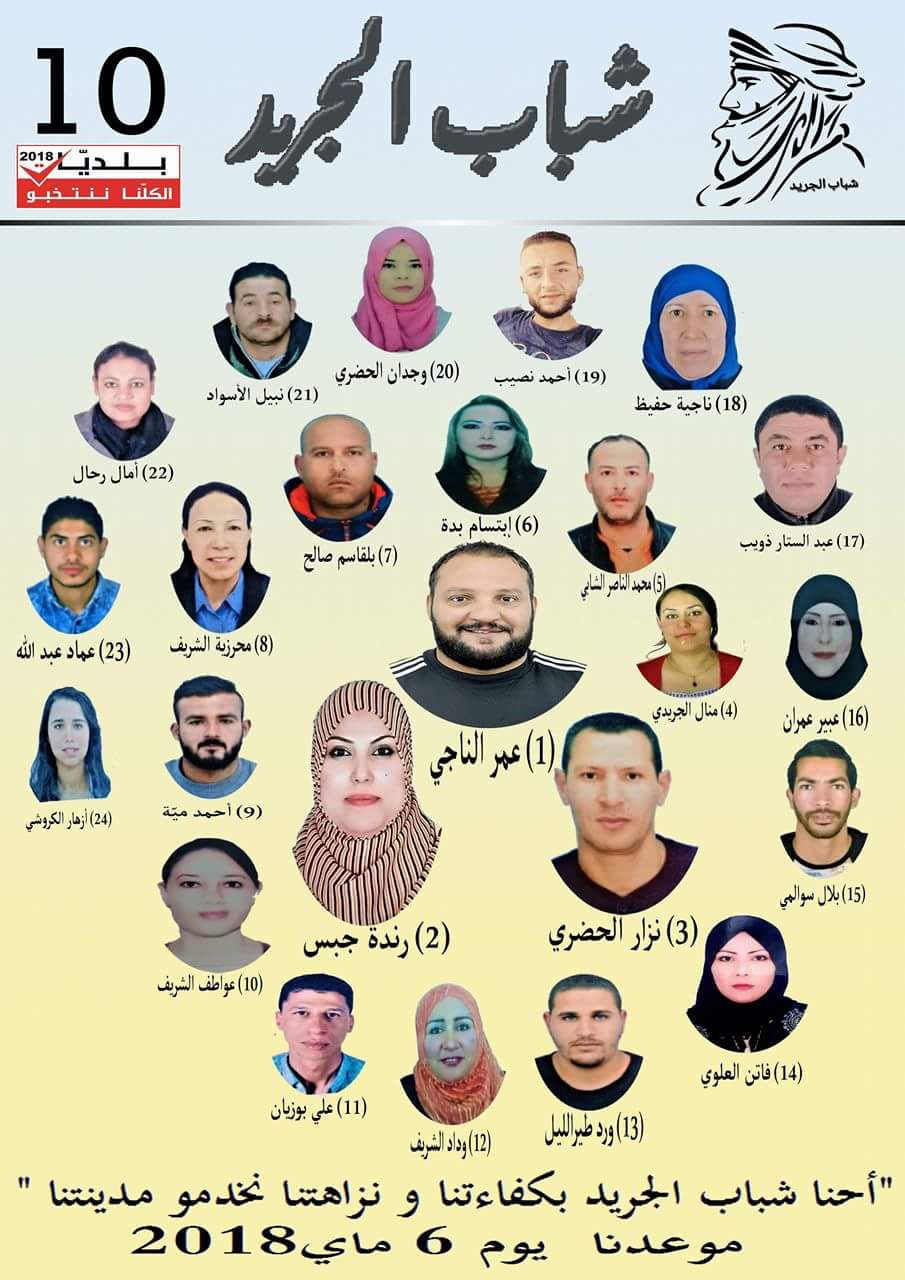 10
شباب الجريد
شباب الجريد
بلديّات 2018
الكلّنا ننتخبو
(20) وجدان الحضري
(19) أحمد نصيب
(21) نبيل الأسواد
(18) ناجية حفيظ
(22) أمال رحال
(6) إبتسام بدة
(17) عبد الستار ذويب
(7) بلقاسم صالح
(5) محمد الناصر الشابي
(8) محرزية الشريف
(23) عماد عبد الله
(4) منال الجريدي
(16) عبير عمران
(1) عمر الناجي
(9) أحمد ميّة
(24) أزهار الكروشي
(15) بلال سوالمي
(3) نزار الحضري
(2) رندة جبس
(10) عواطف الشريف
(14) فاتن العلوي
(11) علي بوزيان
(13) ورد طيرالليل
(12) وداد الشريف
"أحنا شباب الجريد بكفاءتنا و نزاهتنا نخدمو مدينتنا "
موعدنا يوم 6 ماي2018